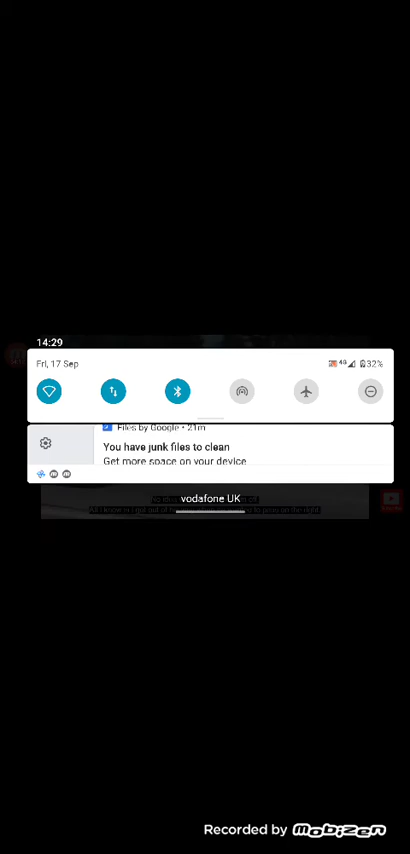 14:29
Fri, 17 Sep
4G 32%
Files by Google • 21m
You have junk files to clean
Get more space on your device
vodafone UK
Recorded by mobizen